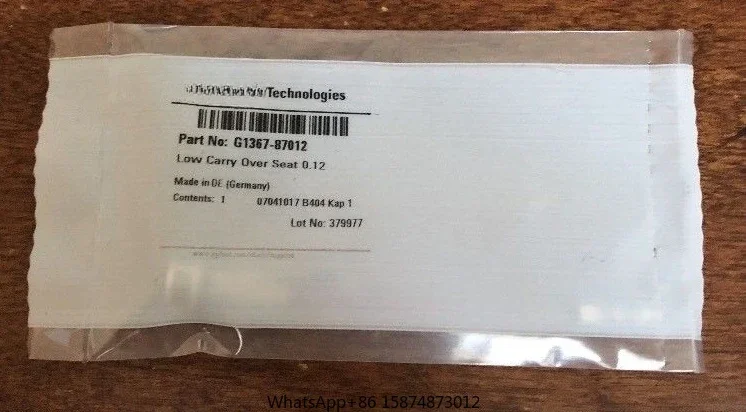 Technologies
Part No: G1367-87012
Low Carry Over Seat 0.12
Made in DE (Germany)
Contents: 1 07041017 B404 Kap 1
Lot No: 379977
WhatsApp+86 15874873012